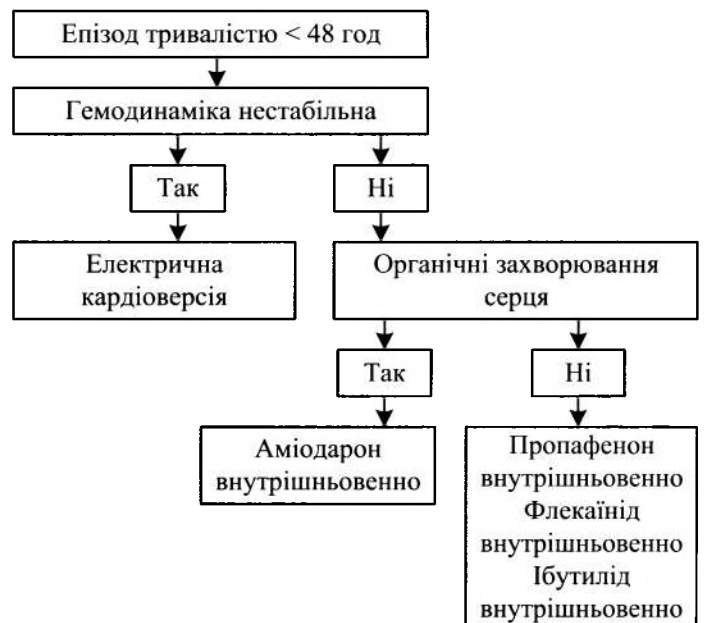 Епізод тривалістю < 48 год
Гемодинаміка нестабільна
Так
Ні
Електрична
кардіоверсія
Органічні захворювання
серця
Так
Ні
Аміодарон
внутрішньовенно
Пропафенон
внутрішньовенно
Флекаїнід
внутрішньовенно
Ібутилід
внутрішньовенно